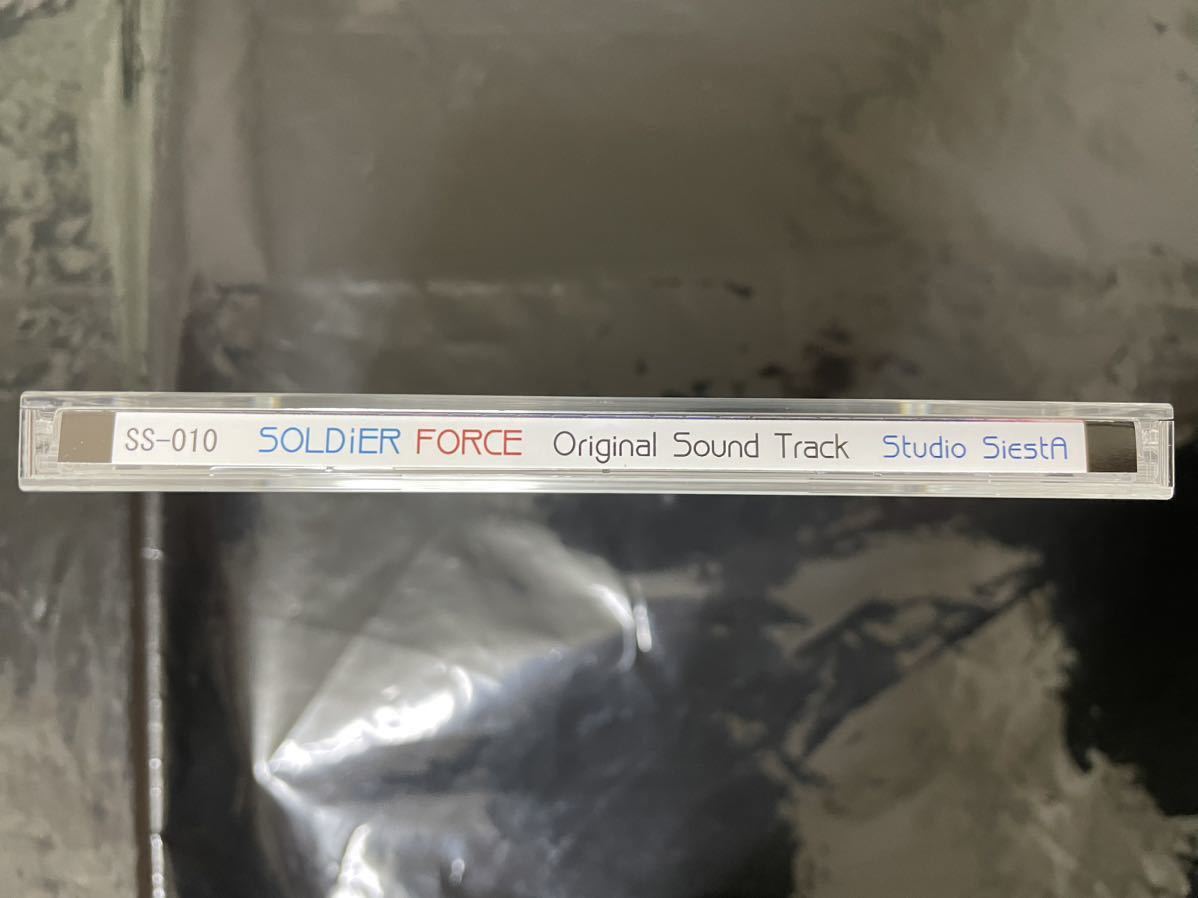 SS-010 SOLDiER FORCE Original Sound Track Studio SiestA